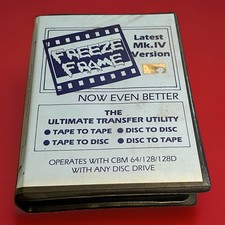 FREEZE
FRAME
Latest
Mk.IV
Version
NOW EVEN BETTER
THE
ULTIMATE TRANSFER UTILITY
● TAPE TO TAPE ● DISC TO DISC
● TAPE TO DISC ● DISC TO TAPE
OPERATES WITH CBM 64/128/128D
WITH ANY DISC DRIVE